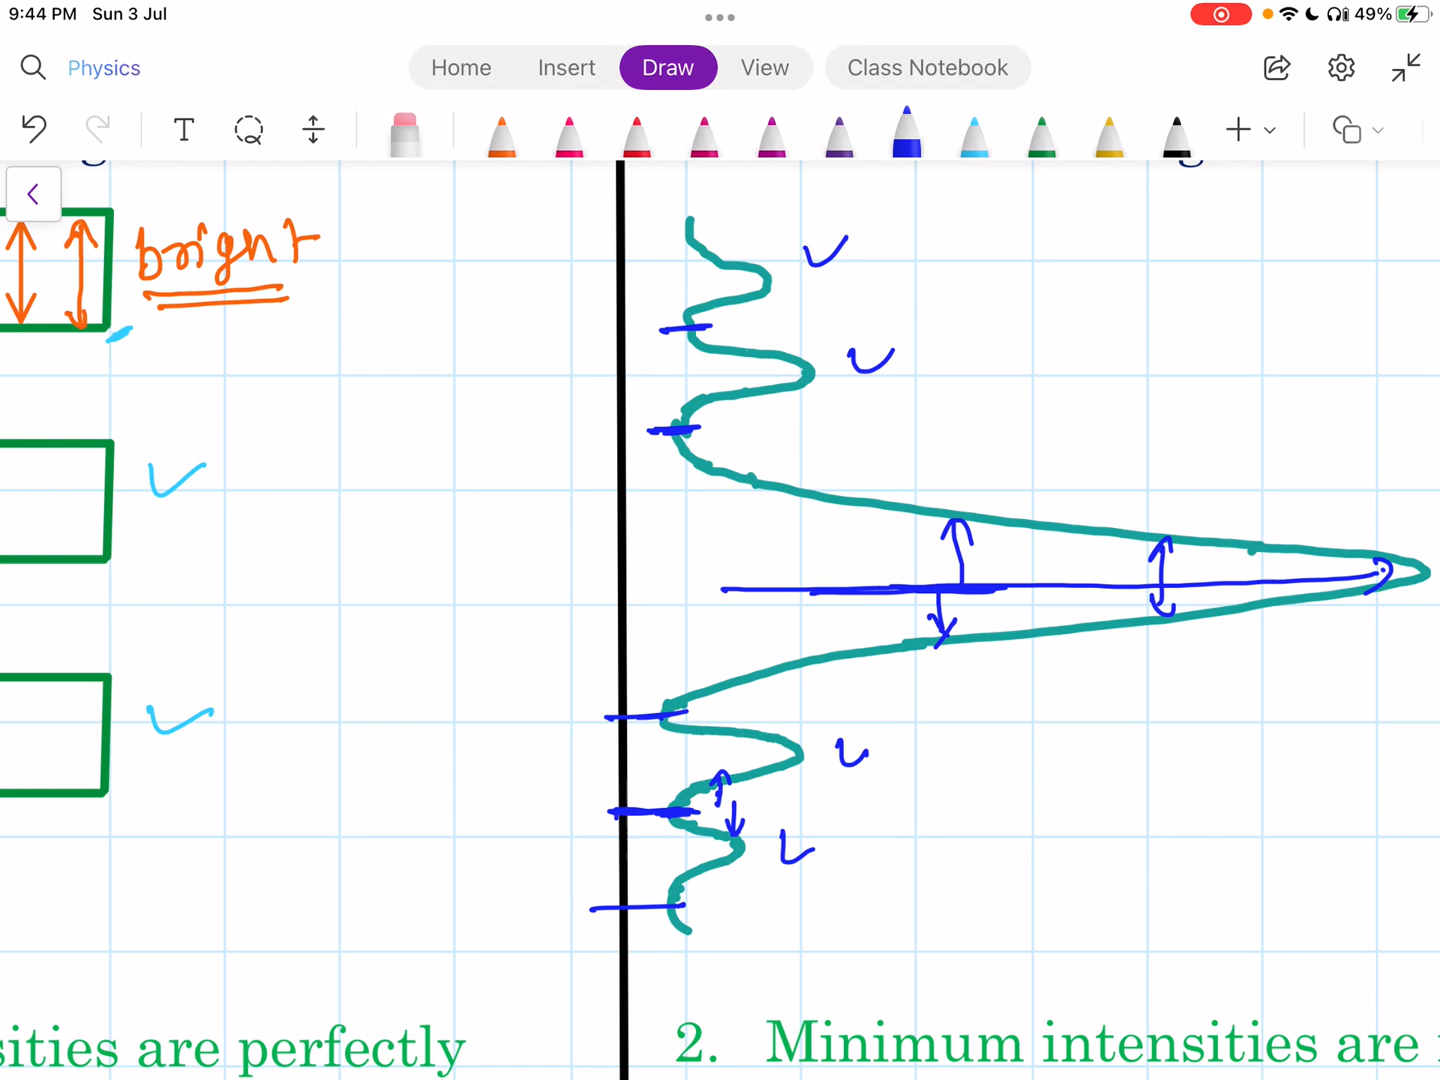 9:44 PM Sun 3 Jul
49%
Physics
Home Insert Draw View Class Notebook
T
bright
sities are perfectly
2. Minimum intensities are